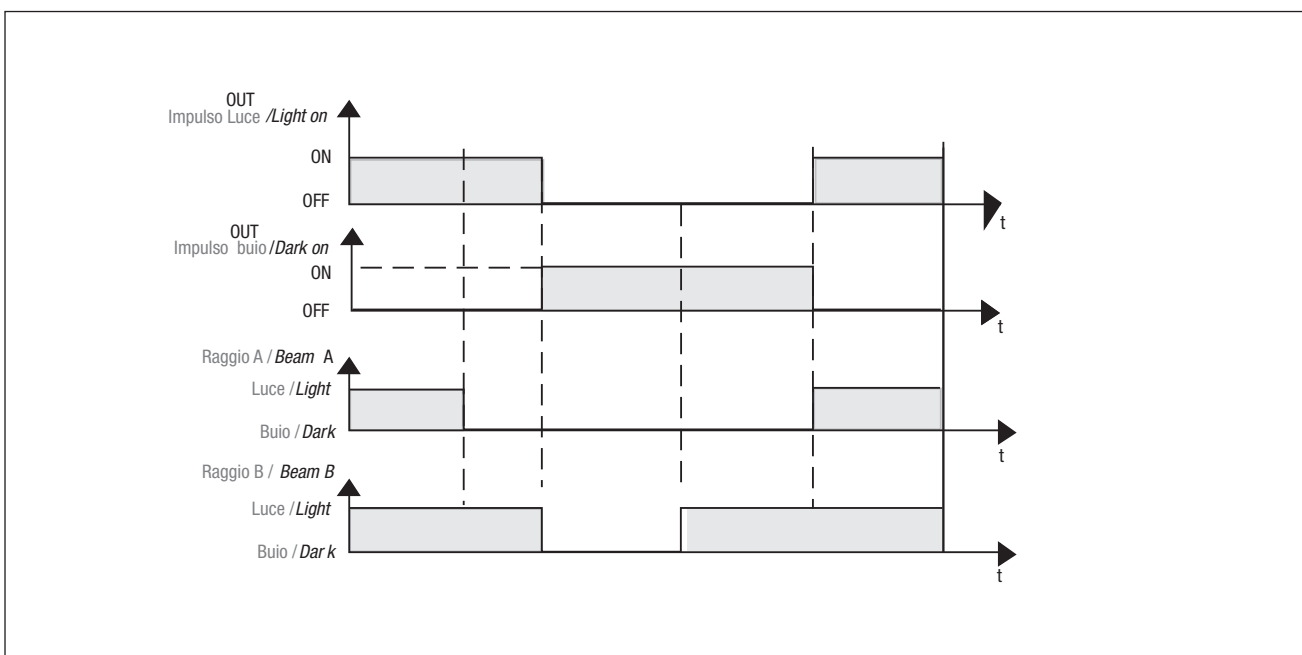 OUT
Impulso Luce /Light on
ON
OFF
t
OUT
Impulso buio/Dark on
ON
OFF
t
Raggio A / Beam A
Luce /Light
Buio /Dark
t
Raggio B / Beam B
Luce /Light
Buio /Dark
t